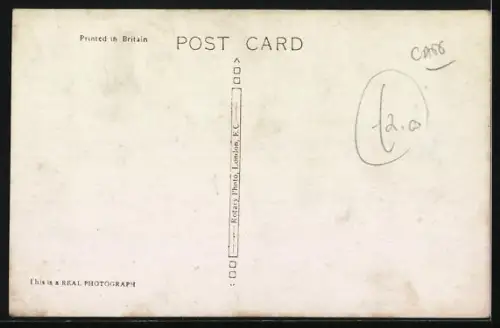 Printed in Britain
POST CARD
Rotary Photo, London, E.C.
This is a REAL PHOTOGRAPH